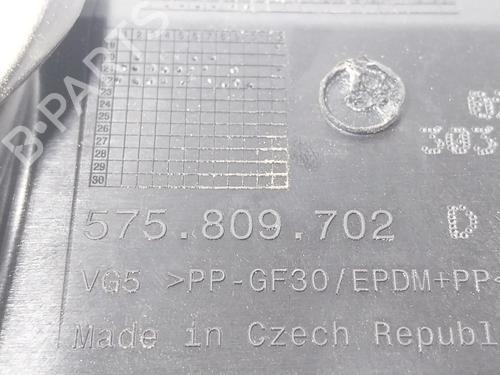 B-PARTS
303
25
26
27
28
29
30
575.809.702 D
VG5 >PP-GF30/EPDM+PP<
Made in Czech Republ